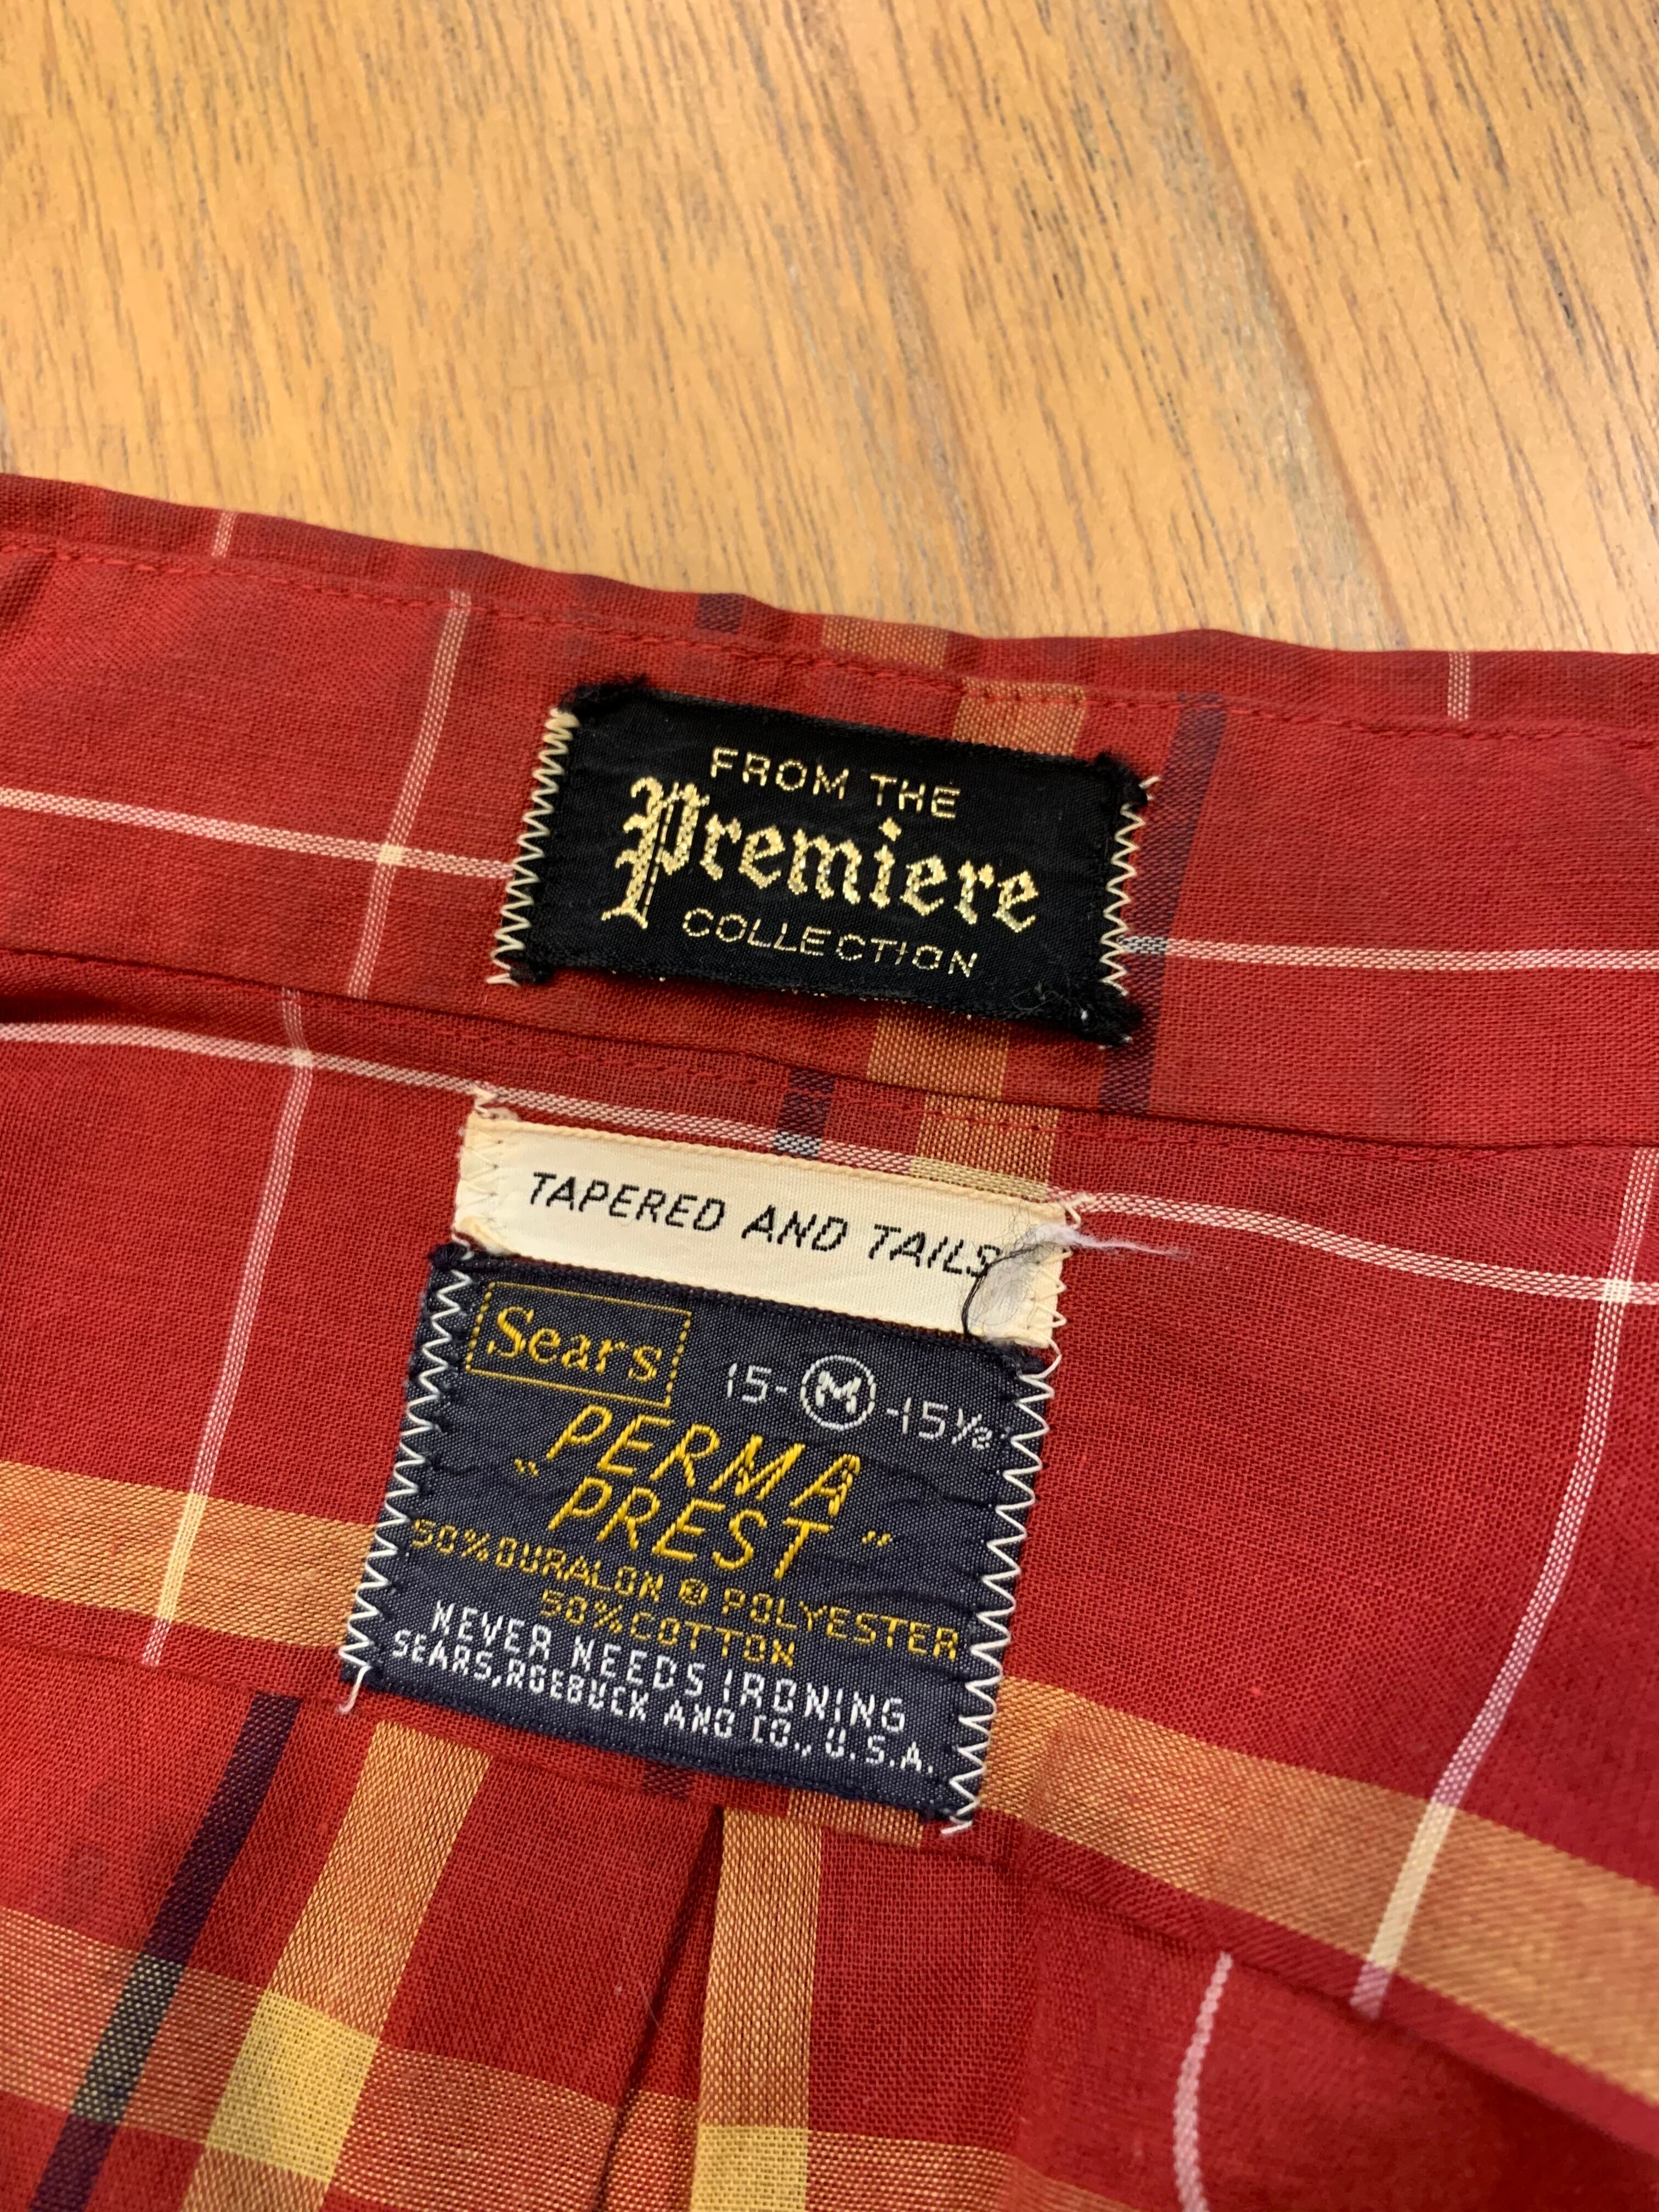 FROM THE
Premiere
COLLECTION
TAPERED AND TAILS
Sears 15-M-15½
"PERMA
PREST"
50% DURALON ® POLYESTER
50% COTTON
NEVER NEEDS IRONING
SEARS, ROEBUCK AND CO., U.S.A.